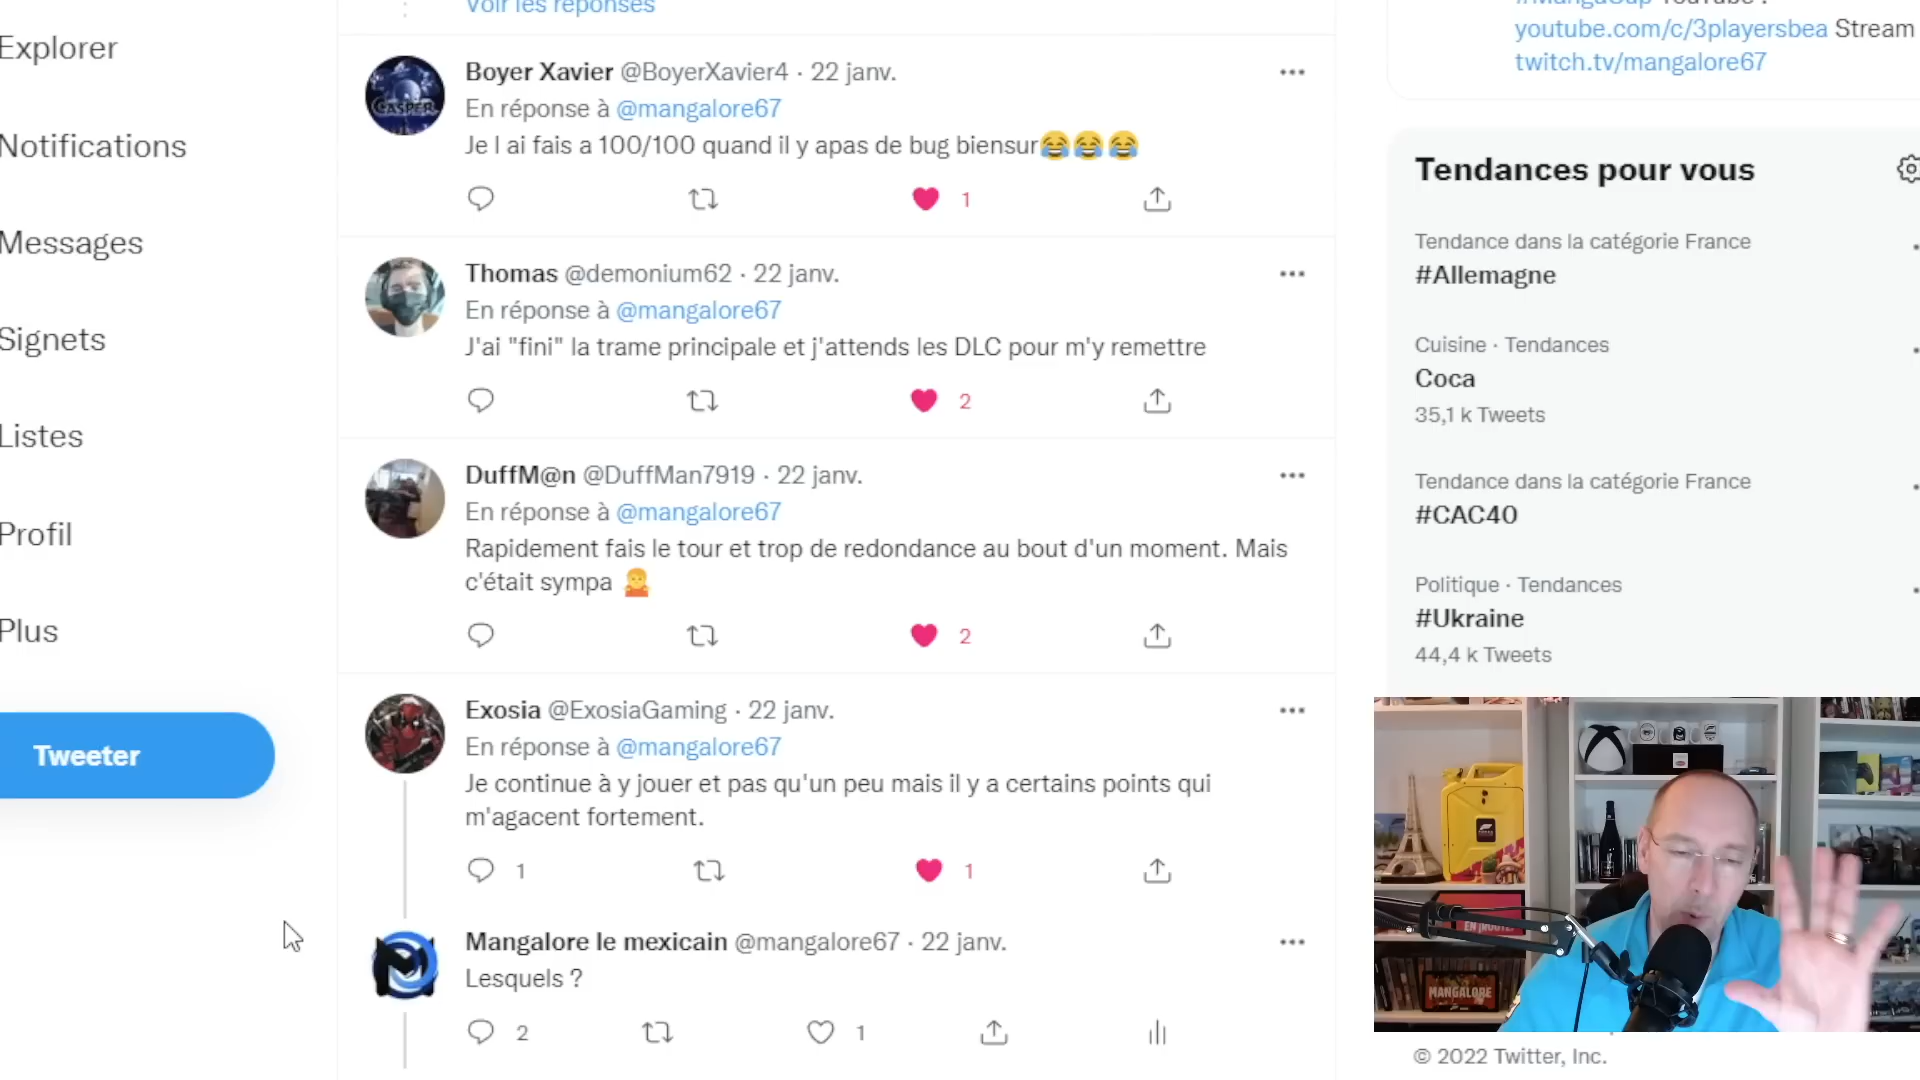 Voir les réponses
Explorer
Notifications
Messages
Signets
Listes
Profil
Plus
Tweeter
Boyer Xavier @BoyerXavier4 · 22 janv.
En réponse à @mangalore67
Je l ai fais a 100/100 quand il y apas de bug biensur😂😂😂
1
Thomas @demonium62 · 22 janv.
En réponse à @mangalore67
J'ai "fini" la trame principale et j'attends les DLC pour m'y remettre
2
DuffM@n @DuffMan7919 · 22 janv.
En réponse à @mangalore67
Rapidement fais le tour et trop de redondance au bout d'un moment. Mais
c'était sympa 🤷
2
Exosia @ExosiaGaming · 22 janv.
En réponse à @mangalore67
Je continue à y jouer et pas qu'un peu mais il y a certains points qui
m'agacent fortement.
1 1
Mangalore le mexicain @mangalore67 · 22 janv.
Lesquels ?
2 1
#MangaCup YouTube :
youtube.com/c/3playersbea Stream
twitch.tv/mangalore67
Tendances pour vous
Tendance dans la catégorie France
#Allemagne
Cuisine · Tendances
Coca
35,1 k Tweets
Tendance dans la catégorie France
#CAC40
Politique · Tendances
#Ukraine
44,4 k Tweets
CASPER
MANGALORE
© 2022 Twitter, Inc.